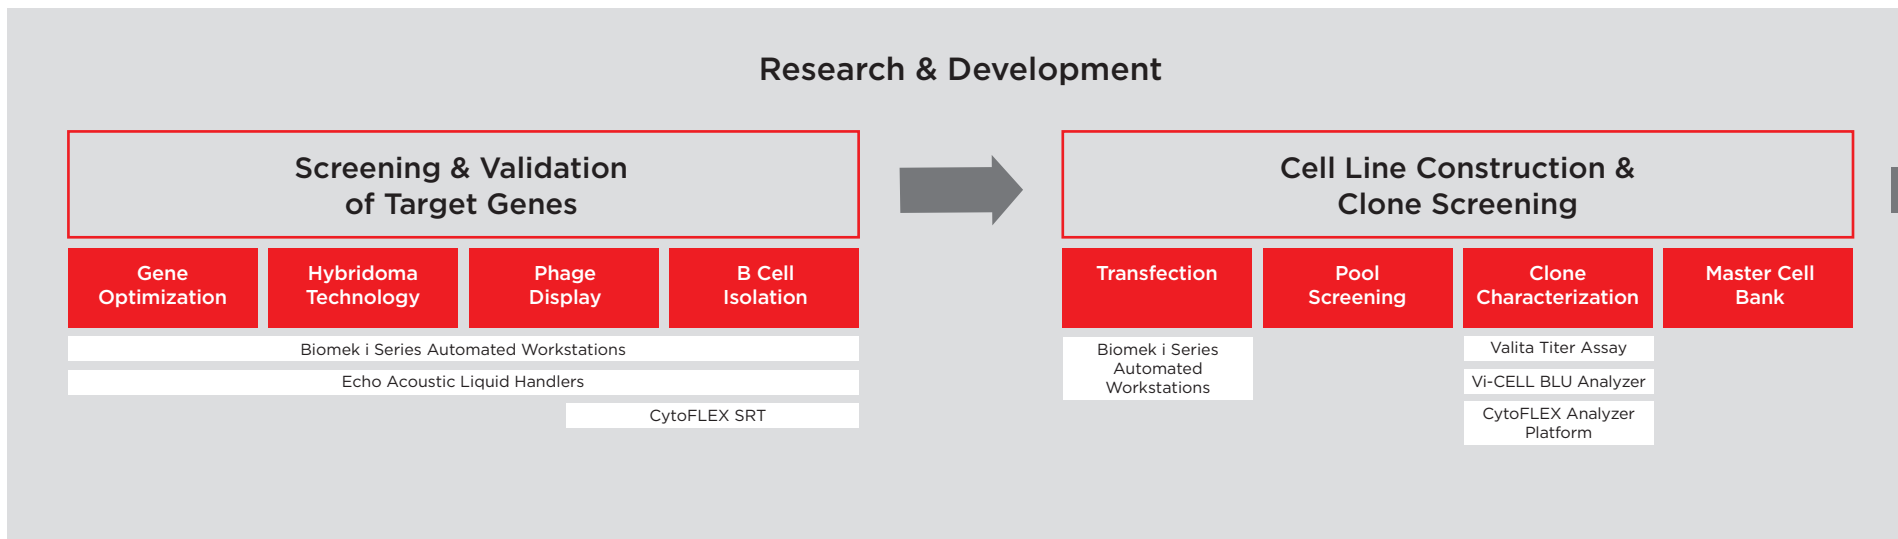 Research & Development
Screening & Validation
of Target Genes
Gene
Optimization
Hybridoma
Technology
Phage
Display
B Cell
Isolation
Biomek i Series Automated Workstations
Echo Acoustic Liquid Handlers
CytoFLEX SRT
Cell Line Construction &
Clone Screening
Transfection
Pool
Screening
Clone
Characterization
Master Cell
Bank
Biomek i Series
Automated
Workstations
Valita Titer Assay
Vi-CELL BLU Analyzer
CytoFLEX Analyzer
Platform